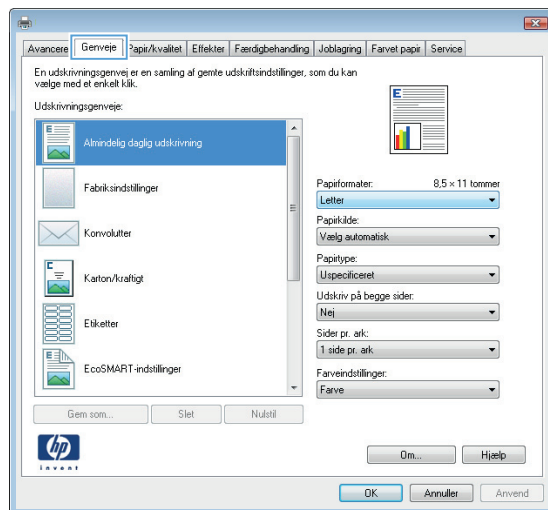 Avancere
Genveje
Papir/kvalitet
Effekter
Færdigbehandling
Joblagring
Farvet papir
Service
En udskrivningsgenvej er en samling af gemte udskriftsindstillinger, som du kan
vælge med et enkelt klik.
Udskrivningsgenveje:
E
Almindelig daglig udskrivning
Fabriksindstillinger
Konvolutter
C
Karton/kraftigt
Etiketter
E
EcoSMART-indstillinger
Gem som...
Slet
Nulstil
E
Papirformater:
8,5 × 11 tommer
Letter
Papirkilde:
Vælg automatisk
Papirtype:
Uspecificeret
Udskriv på begge sider:
Nej
Sider pr. ark:
1 side pr. ark
Farveindstillinger:
Farve
hp
invent
Om...
Hjælp
OK
Annuller
Anvend